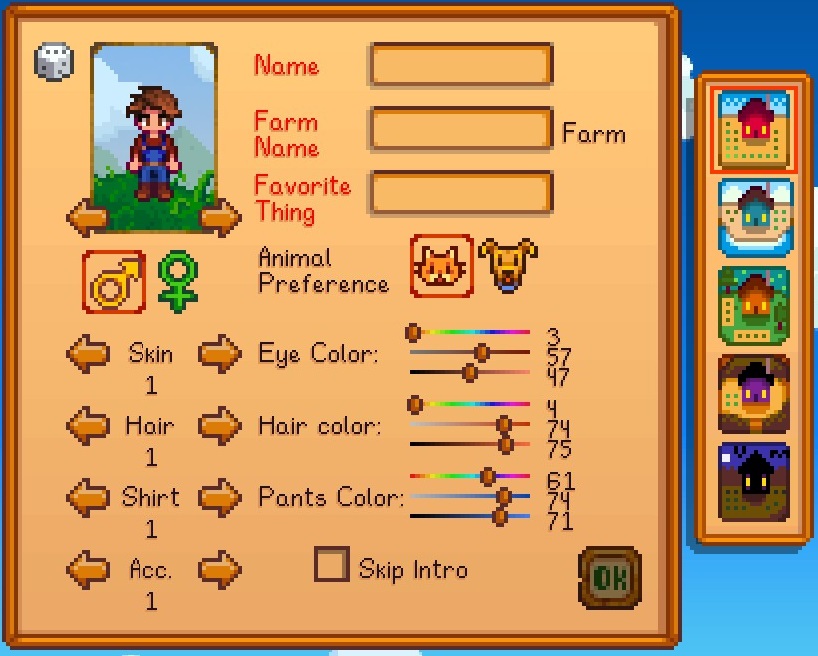 Name
Farm
Name
Farm
Favorite
Thing
Animal
Preference
Skin
1
Eye Color:
3
57
47
Hair
1
Hair color:
4
74
75
Shirt
1
Pants Color:
61
74
71
Acc.
1
Skip Intro
OK